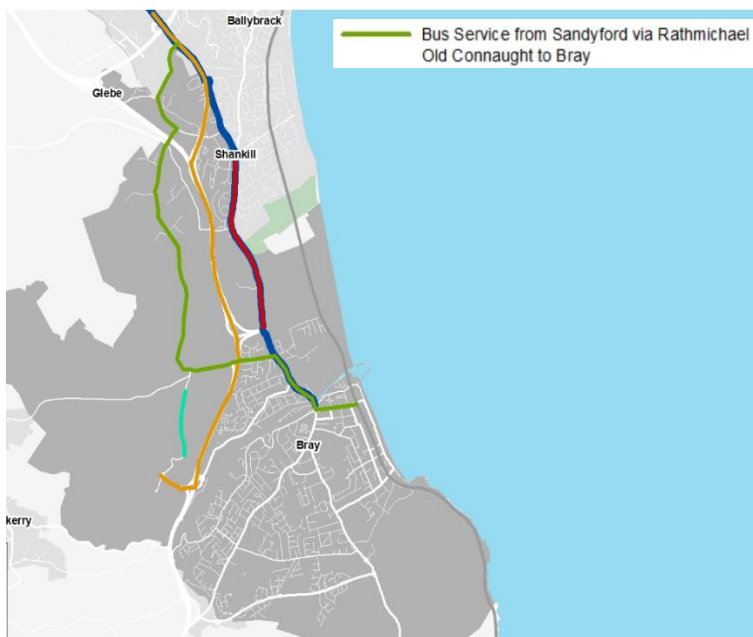 Ballybrack
Bus Service from Sandyford via Rathmichael
Old Connaught to Bray
Glebe
Shankill
Bray
kerry